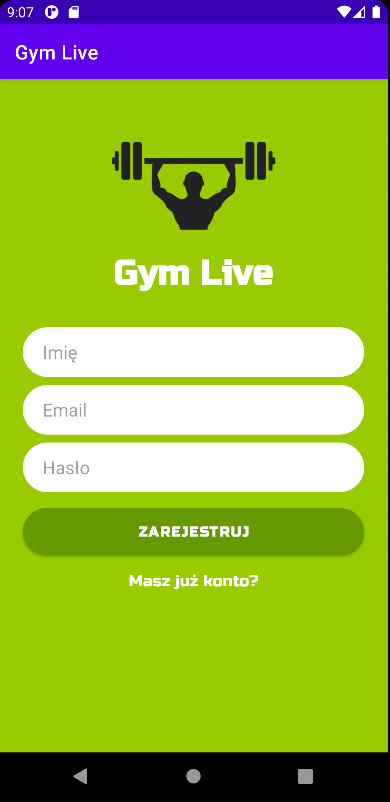 9:07
Gym Live
Gym Live
Imię
Email
Hasło
ZAREJESTRUJ
Masz już konto?